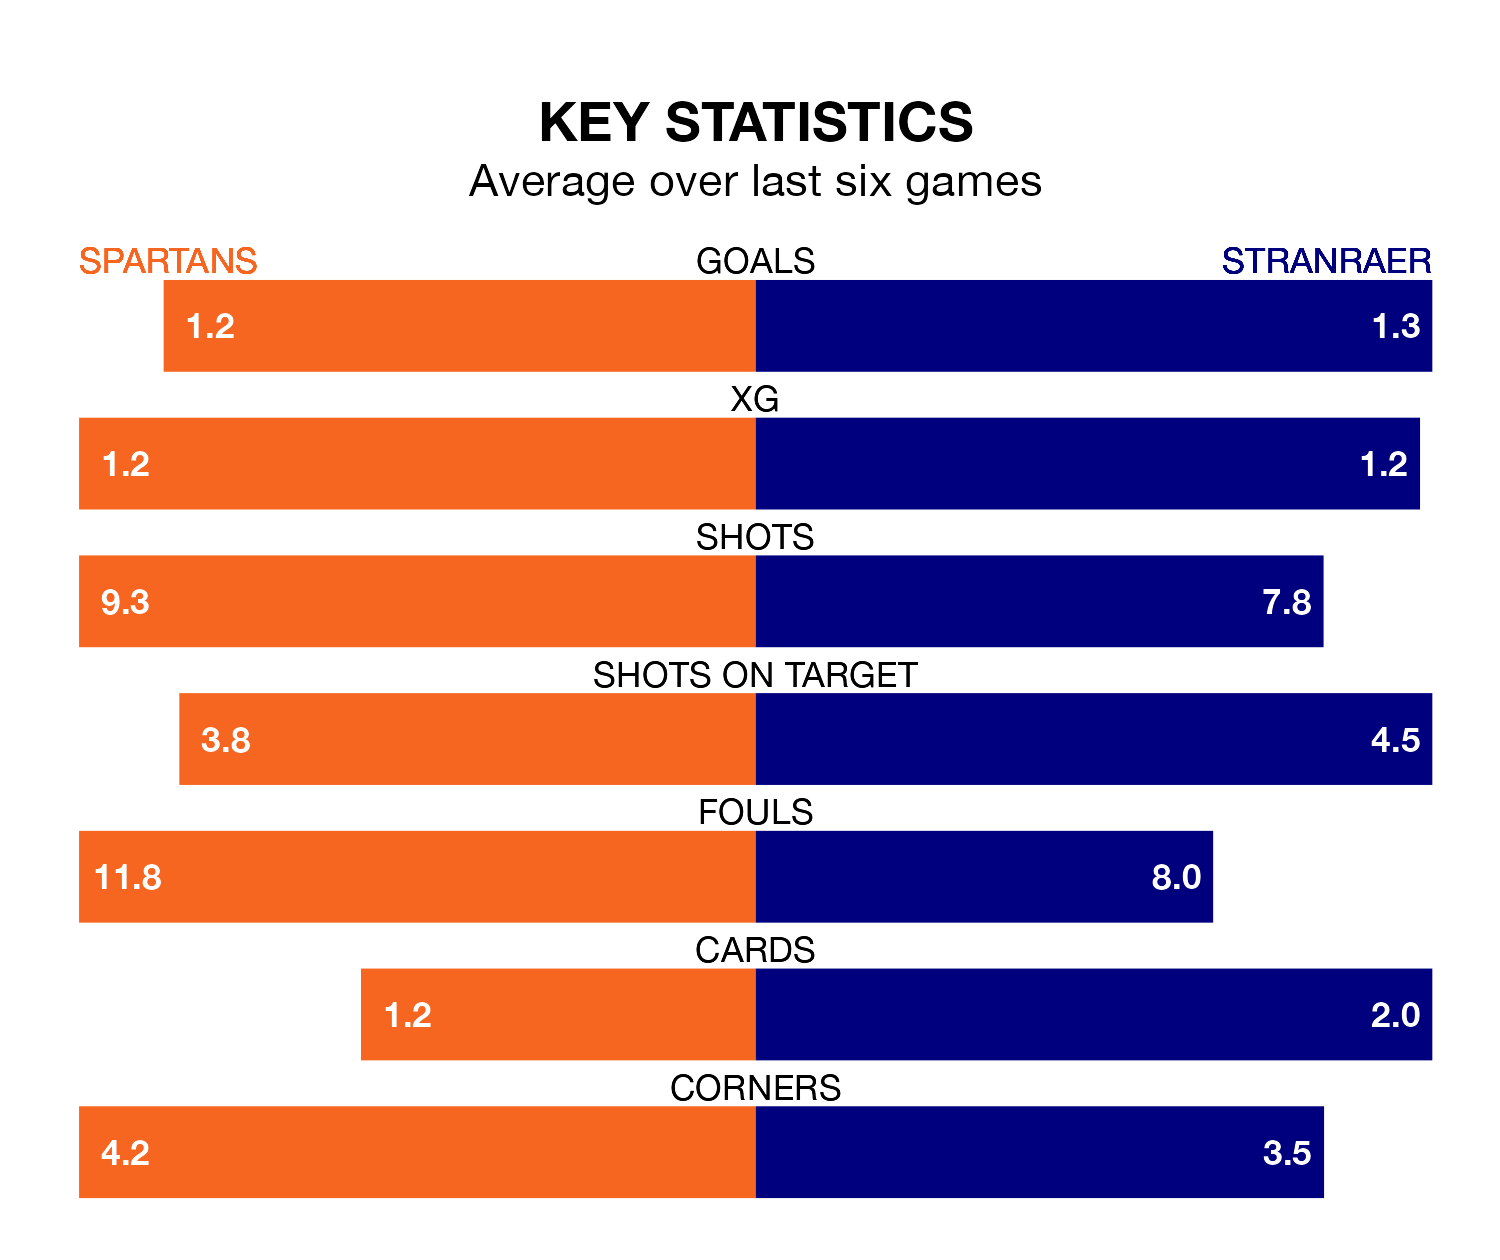 KEY STATISTICS
Average over last six games
SPARTANS GOALS STRANRAER
1.2 1.3
XG
1.2 1.2
SHOTS
9.3 7.8
SHOTS ON TARGET
3.8 4.5
FOULS
11.8 8.0
CARDS
1.2 2.0
CORNERS
4.2 3.5